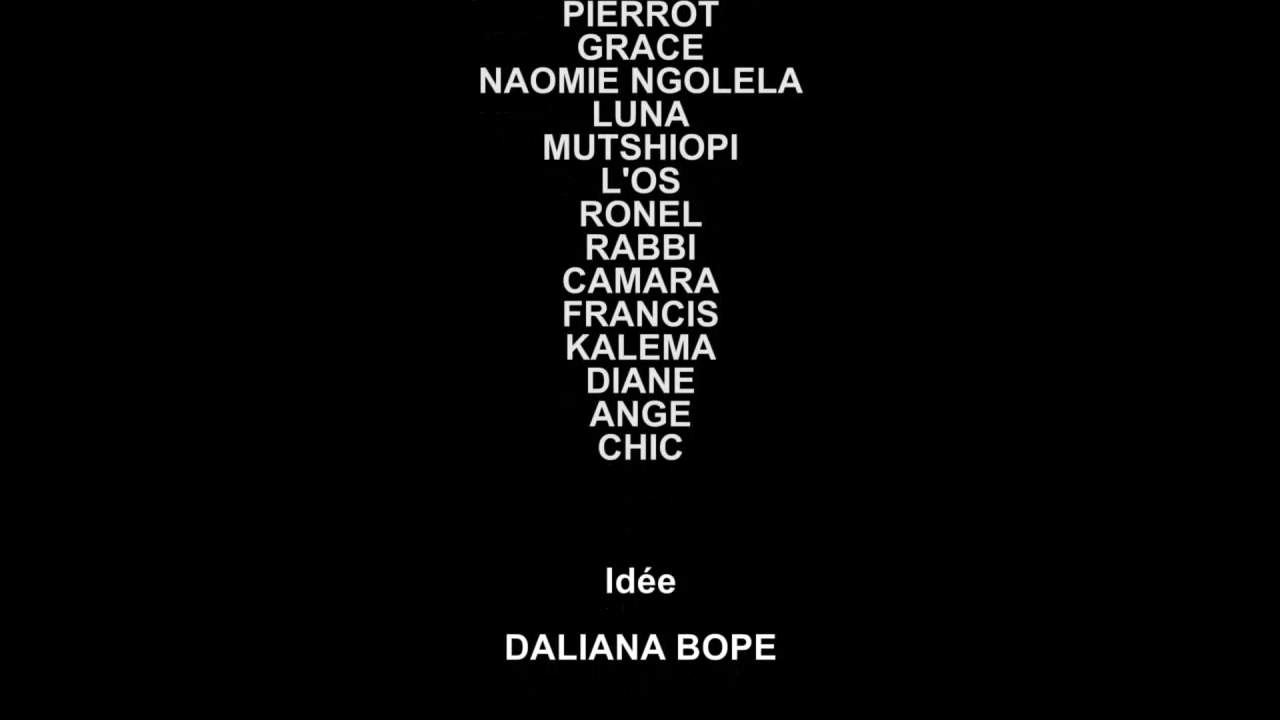 PIERROT
GRACE
NAOMIE NGOLELA
LUNA
MUTSHIOPI
L'OS
RONEL
RABBI
CAMARA
FRANCIS
KALEMA
DIANE
ANGE
CHIC
Idée
DALIANA BOPE